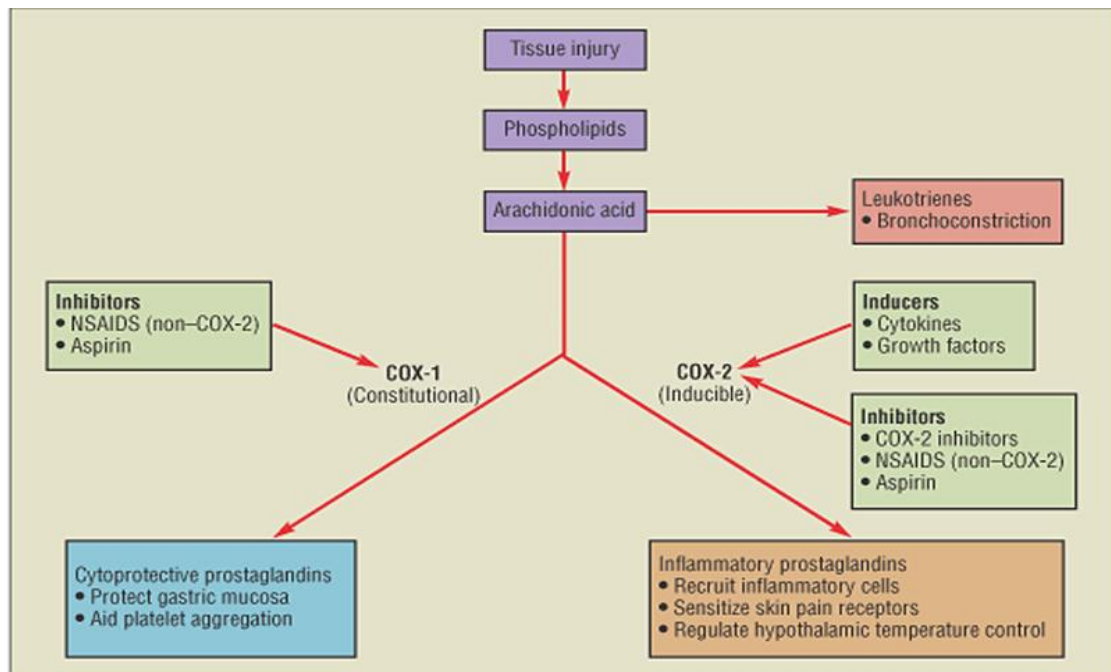 Tissue injury
Phospholipids
Arachidonic acid
Leukotrienes
• Bronchoconstriction
Inhibitors
• NSAIDS (non–COX-2)
• Aspirin
COX-1
(Constitutional)
COX-2
(Inducible)
Inducers
• Cytokines
• Growth factors
Inhibitors
• COX-2 inhibitors
• NSAIDS (non–COX-2)
• Aspirin
Cytoprotective prostaglandins
• Protect gastric mucosa
• Aid platelet aggregation
Inflammatory prostaglandins
• Recruit inflammatory cells
• Sensitize skin pain receptors
• Regulate hypothalamic temperature control